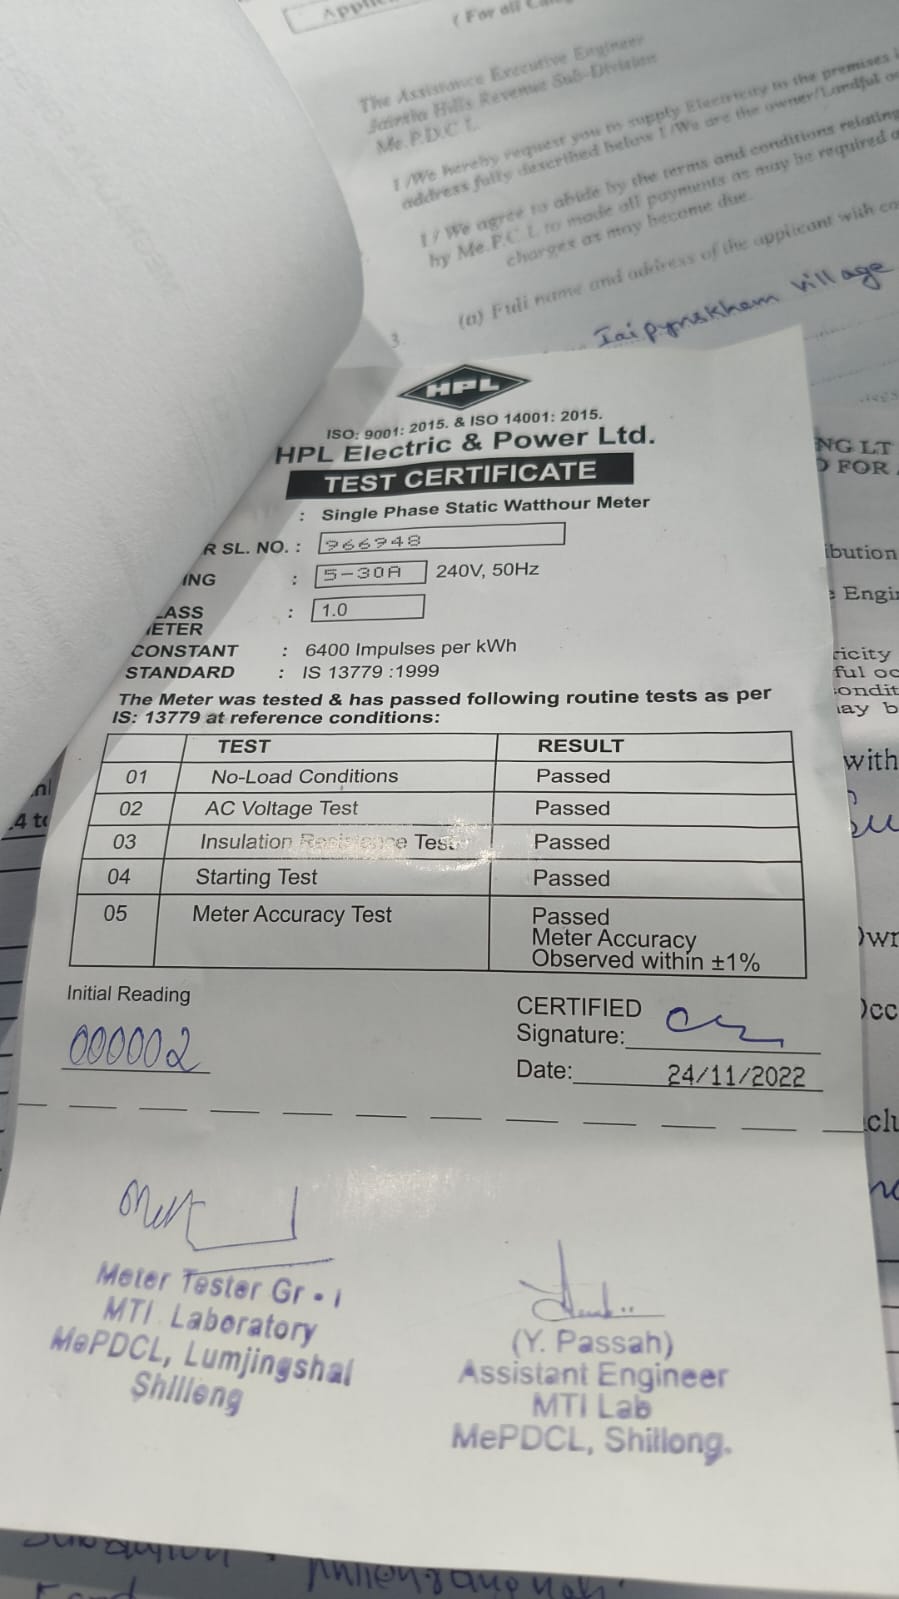 ( For all
The Assistance Executive Engineer
Jaintia Hills Revenue Sub-Division
Me.P.D.C.L.
I /We hereby request you to supply Electricity to the premises
address fully described below I /We are the owner/Landful
I / We agree to abide by the terms and conditions relating
by Me.P.C.L to made all payments as may be required
charges as may become due.
3.
(a) Full name and address of the applicant with
Iaipynskham village
HPL
ISO: 9001: 2015. & ISO 14001: 2015.
HPL Electric & Power Ltd.
TEST CERTIFICATE
: Single Phase Static Watthour Meter
R SL. NO. : 966948
ING : 5-30A 240V, 50Hz
LASS : 1.0
METER
CONSTANT : 6400 Impulses per kWh
STANDARD : IS 13779 :1999
The Meter was tested & has passed following routine tests as per
IS: 13779 at reference conditions:
TEST RESULT
01 No-Load Conditions Passed
02 AC Voltage Test Passed
03 Insulation Resistance Test Passed
04 Starting Test Passed
05 Meter Accuracy Test Passed
Meter Accuracy
Observed within ±1%
Initial Reading
000002
CERTIFIED
Signature:
Date: 24/11/2022
Meter Tester Gr - I
MTI Laboratory
MePDCL, Lumjingshai
Shillong
(Y. Passah)
Assistant Engineer
MTI Lab
MePDCL, Shillong.
NG LT
FOR
ibution
Engi
ricity
ful oc
condit
ay b
with
Own
Occ